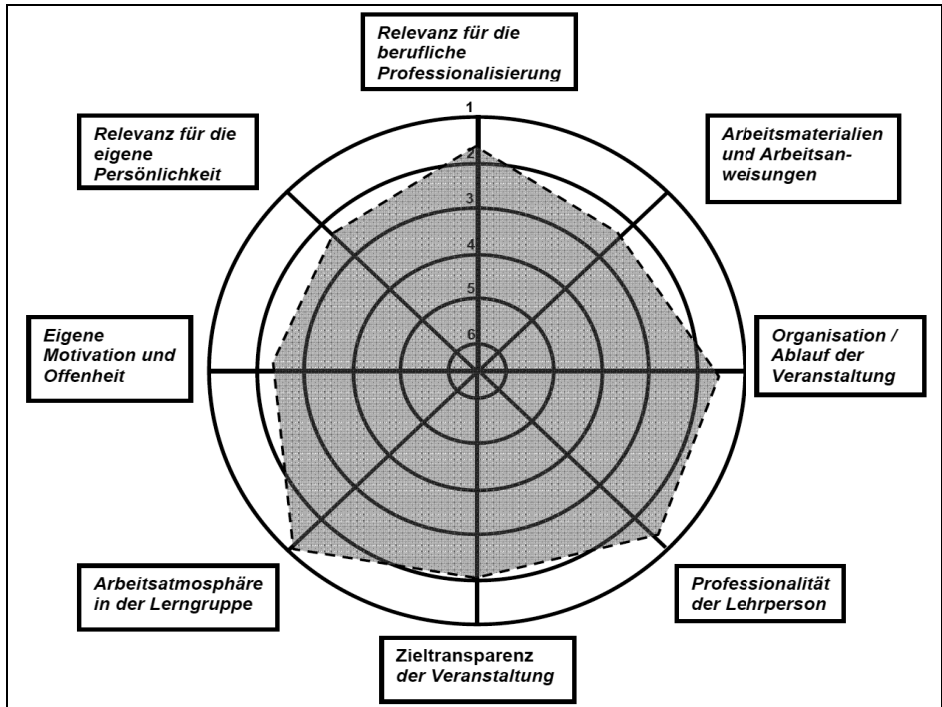 Relevanz für die
berufliche
Professionalisierung
1
2
3
4
5
6
Relevanz für die
eigene
Persönlichkeit
Arbeitsmaterialien
und Arbeitsan-
weisungen
Eigene
Motivation und
Offenheit
Organisation /
Ablauf der
Veranstaltung
Arbeitsatmosphäre
in der Lerngruppe
Professionalität
der Lehrperson
Zieltransparenz
der Veranstaltung